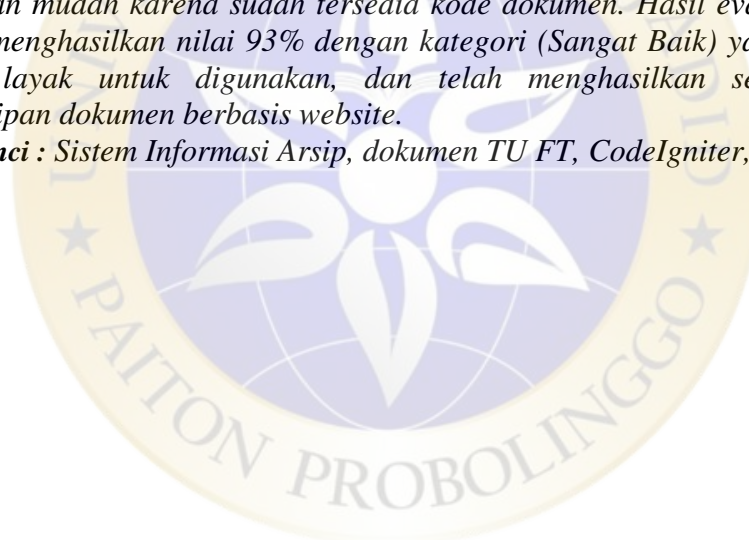 n mudah karena sudah tersedia kode dokumen. Hasil eva
menghasilkan nilai 93% dengan kategori (Sangat Baik) ya
layak untuk digunakan, dan telah menghasilkan se
ipan dokumen berbasis website.
nci : Sistem Informasi Arsip, dokumen TU FT, CodeIgniter,
PAITON PROBOLINGGO